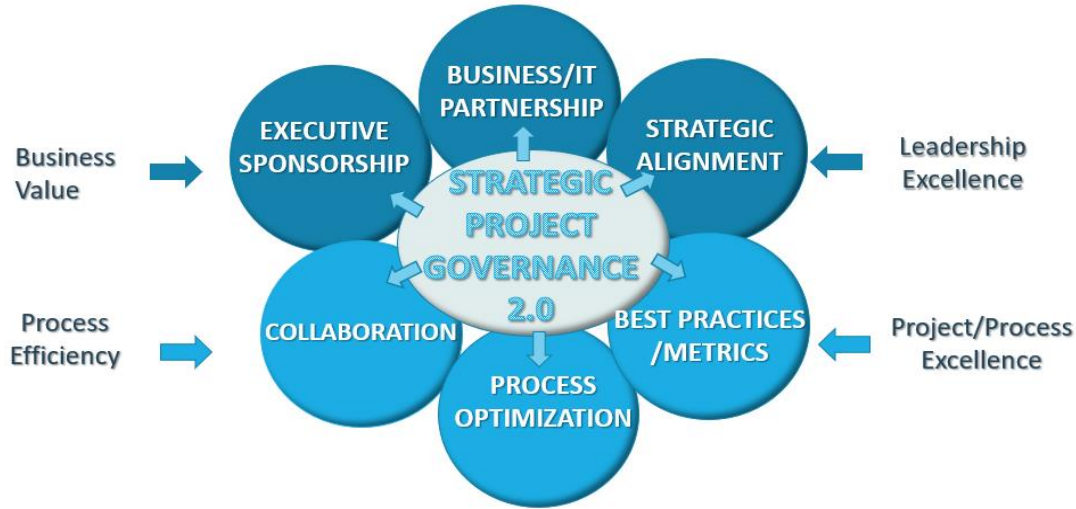 BUSINESS/IT
PARTNERSHIP
EXECUTIVE
SPONSORSHIP
STRATEGIC
ALIGNMENT
Business
Value
Leadership
Excellence
STRATEGIC
PROJECT
GOVERNANCE
2.0
COLLABORATION
BEST PRACTICES
/METRICS
Process
Efficiency
Project/Process
Excellence
PROCESS
OPTIMIZATION